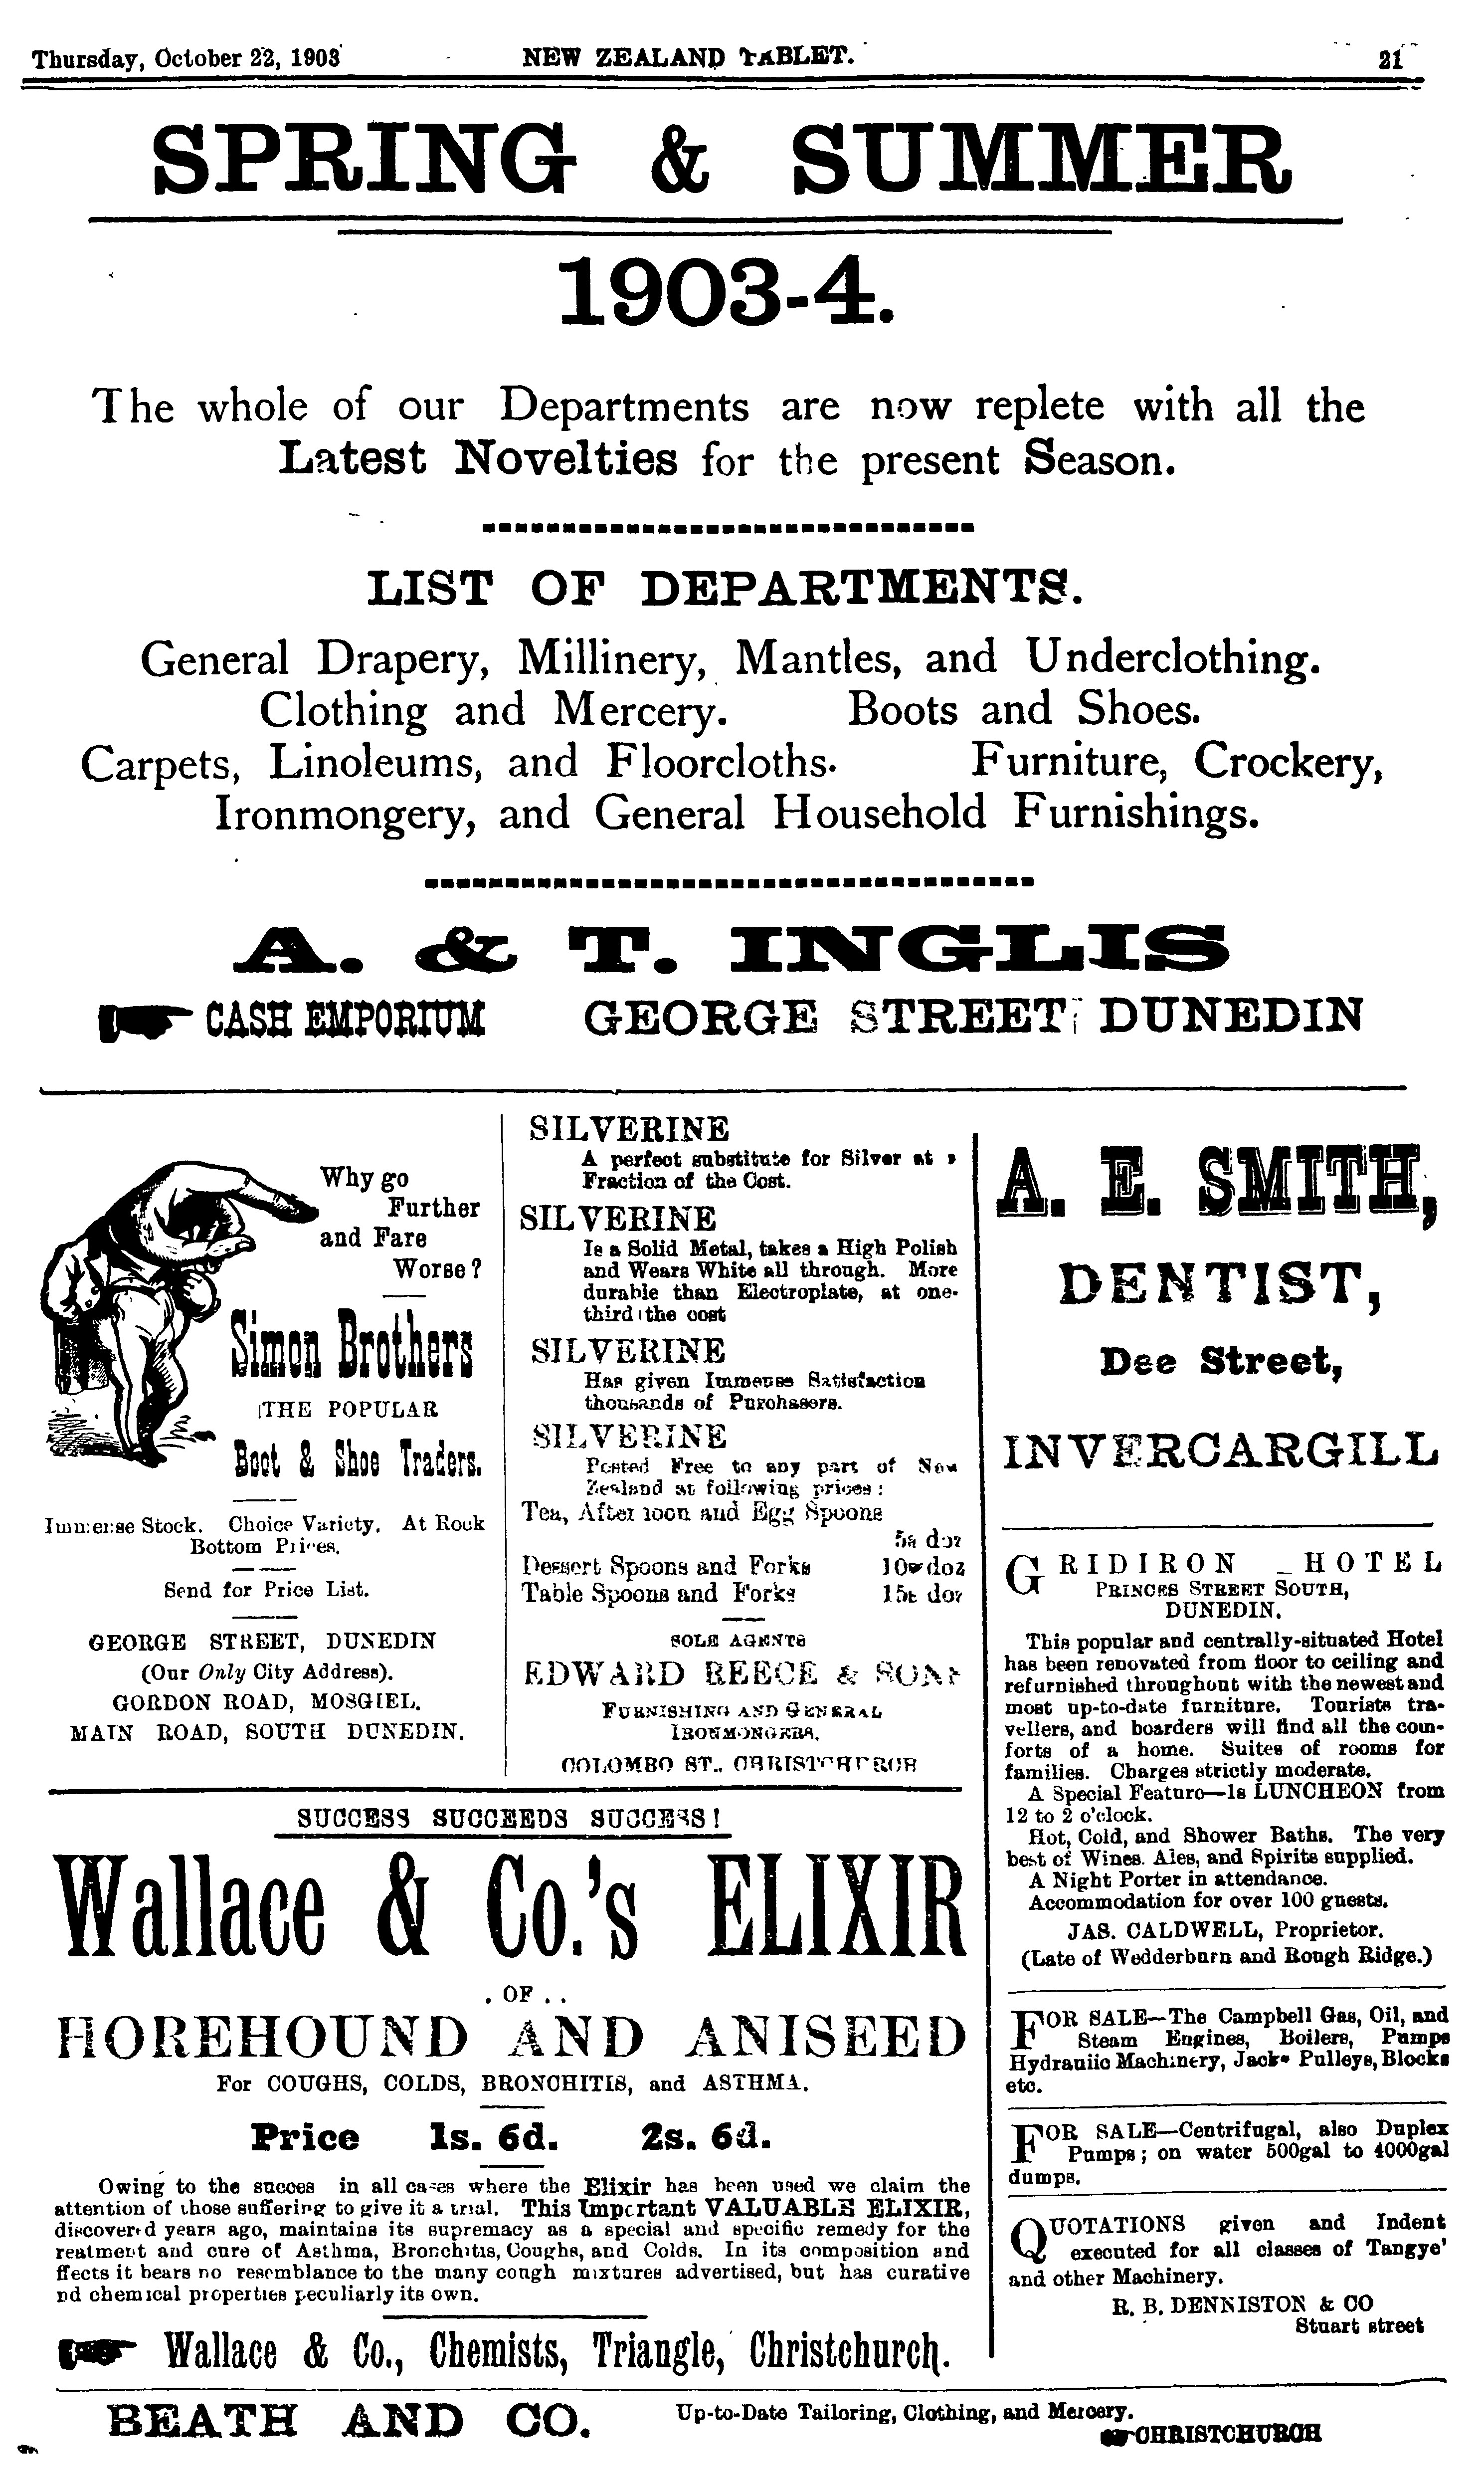 Thursday, October 22, 1903
NEW ZEALAND TABLET.
21
SPRING & SUMMER
1903-4.
The whole of our Departments are now replete with all the
Latest Novelties for the present Season.
LIST OF DEPARTMENTS.
General Drapery, Millinery, Mantles, and Underclothing.
Clothing and Mercery. Boots and Shoes.
Carpets, Linoleums, and Floorcloths. Furniture, Crockery,
Ironmongery, and General Household Furnishings.
A. & T. INGLIS
CASH EMPORIUM GEORGE STREET DUNEDIN
Why go
Further
and Fare
Worse?
Simon Brothers
THE POPULAR
Boot & Shoe Traders.
Immense Stock. Choice Variety. At Rock
Bottom Prices.
Send for Price List.
GEORGE STREET, DUNEDIN
(Our Only City Address).
GORDON ROAD, MOSGIEL.
MAIN ROAD, SOUTH DUNEDIN.
SILVERINE
A perfect substitute for Silver at
Fraction of the Cost.
SILVERINE
Is a Solid Metal, takes a High Polish
and Wears White all through. More
durable than Electroplate, at one-
third the cost
SILVERINE
Has given Immense Satisfaction
thousands of Purchasers.
SILVERINE
Posted Free to any part of New
Zealand at following prices:
Tea, Afternoon and Egg Spoons
5s doz
Dessert Spoons and Forks 10s doz
Table Spoons and Forks 15s doz
SOLE AGENTS
EDWARD REECE & SONS
FURNISHING AND GENERAL
IRONMONGERS,
COLOMBO ST., CHRISTCHURCH
A. E. SMITH,
DENTIST,
Dee Street,
INVERCARGILL
GRIDIRON HOTEL
PRINCES STREET SOUTH,
DUNEDIN.
This popular and centrally-situated Hotel
has been renovated from floor to ceiling and
refurnished throughout with the newest and
most up-to-date furniture. Tourists tra-
vellers, and boarders will find all the com-
forts of a home. Suites of rooms for
families. Charges strictly moderate.
A Special Feature—1s LUNCHEON from
12 to 2 o'clock.
Hot, Cold, and Shower Baths. The very
best of Wines. Ales, and Spirits supplied.
A Night Porter in attendance.
Accommodation for over 100 guests.
JAS. CALDWELL, Proprietor.
(Late of Wedderburn and Rough Ridge.)
FOR SALE—The Campbell Gas, Oil, and
Steam Engines, Boilers, Pumps
Hydraulic Machinery, Jacks Pulleys, Blocks
etc.
FOR SALE—Centrifugal, also Duplex
Pumps; on water 500gal to 4000gal
dumps.
QUOTATIONS given and Indent
executed for all classes of Tangye'
and other Machinery.
R. B. DENNISTON & CO
Stuart street
SUCCESS SUCCEEDS SUCCESS!
Wallace & Co.'s ELIXIR
. OF . .
HOREHOUND AND ANISEED
For COUGHS, COLDS, BRONCHITIS, and ASTHMA.
Price 1s. 6d. 2s. 6d.
Owing to the succes in all cases where the Elixir has been used we claim the
attention of those suffering to give it a trial. This Important VALUABLE ELIXIR,
discovered years ago, maintains its supremacy as a special and specific remedy for the
reatment and cure of Asthma, Bronchitis, Coughs, and Colds. In its composition and
ffects it bears no resemblance to the many cough mixtures advertised, but has curative
nd chemical properties peculiarly its own.
Wallace & Co., Chemists, Triangle, Christchurch.
BEATH AND CO. Up-to-Date Tailoring, Clothing, and Mercery.
CHRISTCHURCH